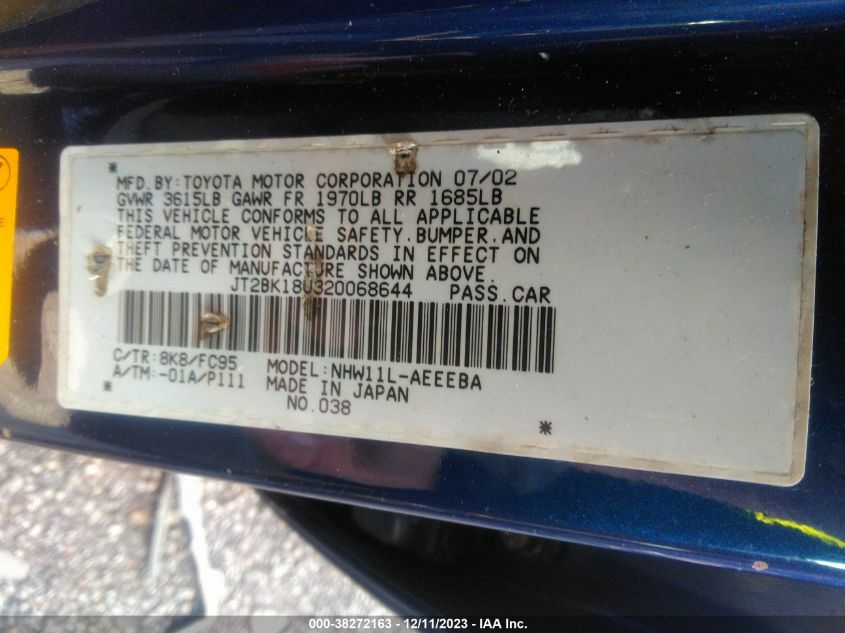 *
MFD.BY:TOYOTA MOTOR CORPORATION 07/02
GVWR 3615LB GAWR FR 1970LB RR 1685LB
THIS VEHICLE CONFORMS TO ALL APPLICABLE
FEDERAL MOTOR VEHICLE SAFETY,BUMPER,AND
THEFT PREVENTION STANDARDS IN EFFECT ON
THE DATE OF MANUFACTURE SHOWN ABOVE.
JT2BK18U320068644 PASS.CAR
C/TR:8K8/FC95 MODEL:NHW11L-AEEEBA
A/TM:-01A/P111 MADE IN JAPAN
* NO.038
*
000-38272163 - 12/11/2023 - IAA Inc.